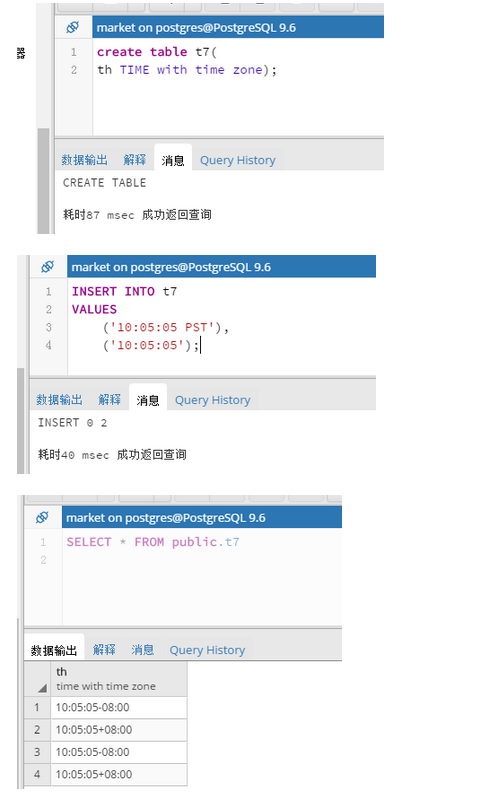 market on postgres@PostgreSQL 9.6
器
1 create table t7(
2 th TIME with time zone);
数据输出 解释 消息 Query History
CREATE TABLE
耗时87 msec 成功返回查询
market on postgres@PostgreSQL 9.6
1 INSERT INTO t7
2 VALUES
3 ('10:05:05 PST'),
4 ('10:05:05');
数据输出 解释 消息 Query History
INSERT 0 2
耗时40 msec 成功返回查询
market on postgres@PostgreSQL 9.6
1 SELECT * FROM public.t7
2
数据输出 解释 消息 Query History
th
time with time zone
1 10:05:05-08:00
2 10:05:05+08:00
3 10:05:05-08:00
4 10:05:05+08:00